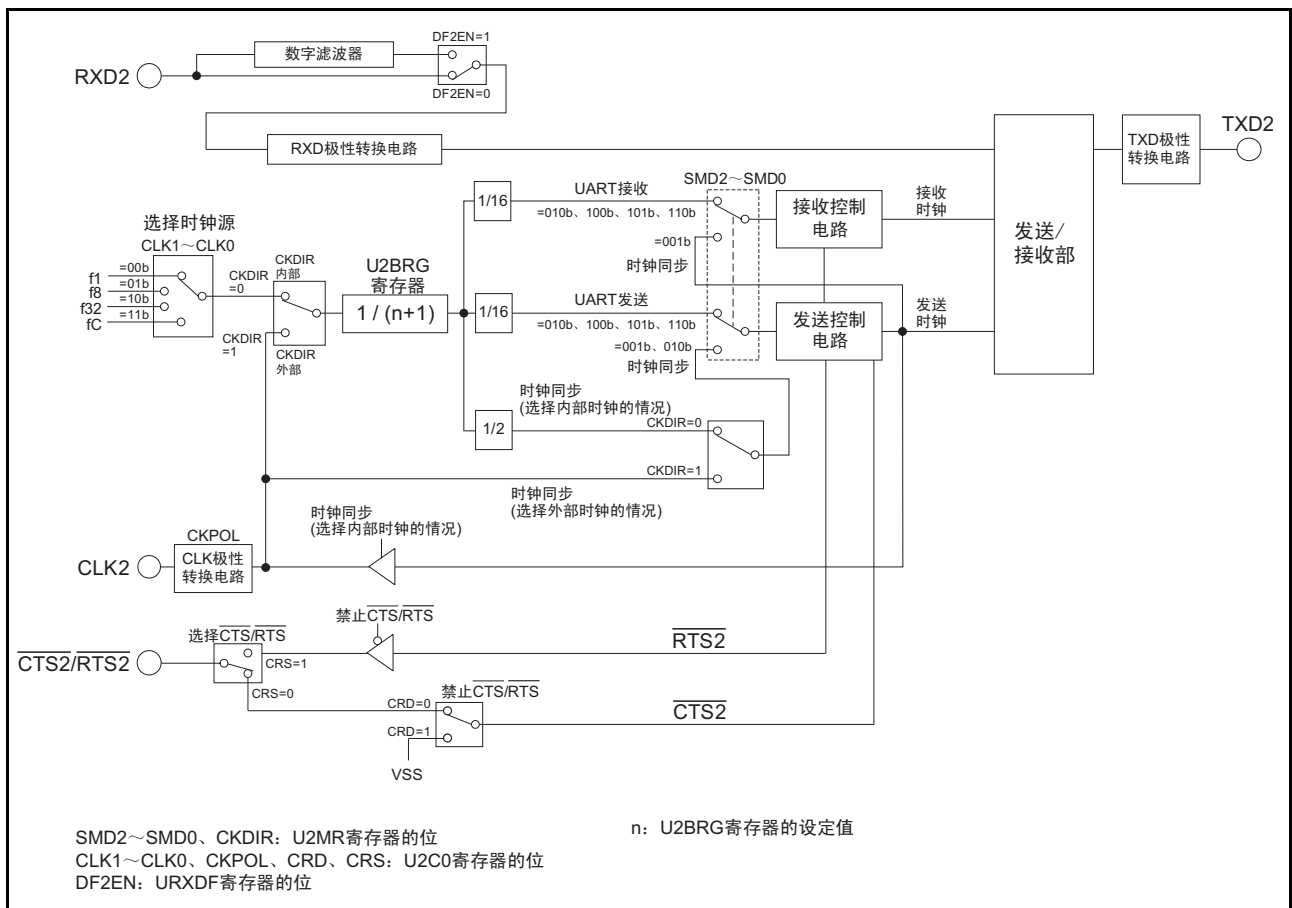 DF2EN=1
数字滤波器
RXD2
DF2EN=0
TXD2
RXD极性转换电路
TXD极性
转换电路
SMD2～SMD0
UART接收
1/16
=010b、100b、101b、110b
接收控制
电路
接收
时钟
选择时钟源
CLK1～CLK0
=001b
时钟同步
发送/
接收部
f1
=00b
f8
=01b
f32
=10b
fC
=11b
CKDIR
=0
CKDIR
内部
U2BRG
寄存器
1 / (n+1)
CKDIR
=1
CKDIR
外部
UART发送
1/16
=010b、100b、101b、110b
发送控制
电路
发送
时钟
=001b、010b
时钟同步
时钟同步
(选择内部时钟的情况)
1/2
CKDIR=0
CKDIR=1
时钟同步
(选择外部时钟的情况)
时钟同步
(选择内部时钟的情况)
CKPOL
CLK2
CLK极性
转换电路
禁止CTS/RTS
选择CTS/RTS
RTS2
CTS2/RTS2
CRS=1
CRS=0
禁止CTS/RTS
CRD=0
CTS2
CRD=1
VSS
SMD2～SMD0、CKDIR：U2MR寄存器的位
n：U2BRG寄存器的设定值
CLK1～CLK0、CKPOL、CRD、CRS：U2C0寄存器的位
DF2EN：URXDF寄存器的位